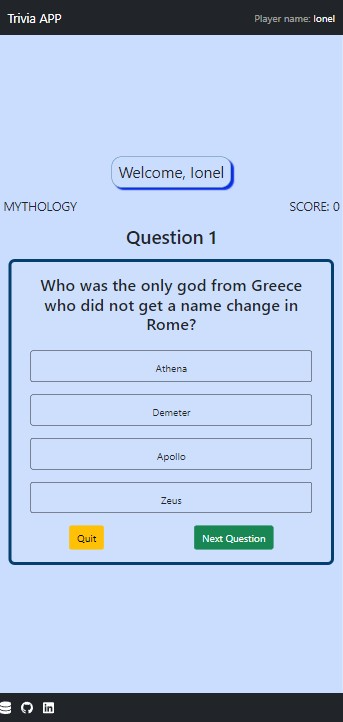 Trivia APP
Player name: Ionel
Welcome, Ionel
MYTHOLOGY
SCORE: 0
Question 1
Who was the only god from Greece
who did not get a name change in
Rome?
Athena
Demeter
Apollo
Zeus
Quit
Next Question